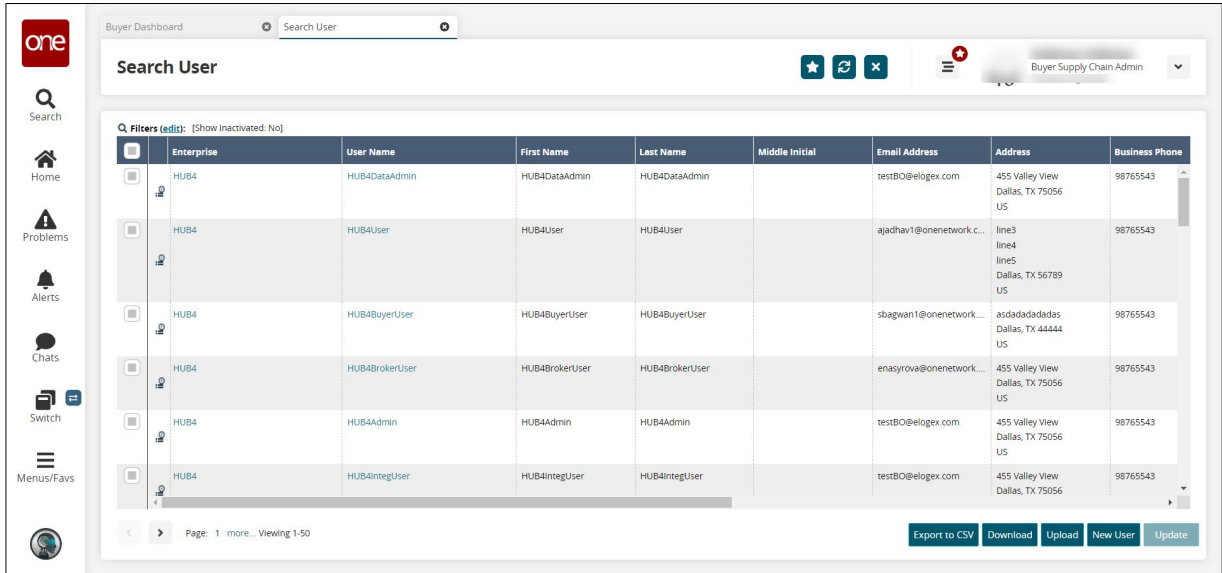 one
Buyer Dashboard
Search User
Search User
Buyer Supply Chain Admin
Search
Home
Problems
Alerts
Chats
Switch
Menus/Favs
Filters (edit): [Show Inactivated: No]
Enterprise User Name First Name Last Name Middle Initial Email Address Address Business Phone
HUB4 HUB4DataAdmin HUB4DataAdmin HUB4DataAdmin testBO@elogex.com 455 Valley View 98765543
Dallas, TX 75056
US
HUB4 HUB4User HUB4User HUB4User ajadhav1@onenetwork.c... line3 98765543
line4
line5
Dallas, TX 56789
US
HUB4 HUB4BuyerUser HUB4BuyerUser HUB4BuyerUser sbagwan1@onenetwork.... asdadadadadas 98765543
Dallas, TX 44444
US
HUB4 HUB4BrokerUser HUB4BrokerUser HUB4BrokerUser enasyrova@onenetwork.... 455 Valley View 98765543
Dallas, TX 75056
US
HUB4 HUB4Admin HUB4Admin HUB4Admin testBO@elogex.com 455 Valley View 98765543
Dallas, TX 75056
US
HUB4 HUB4IntegUser HUB4IntegUser HUB4IntegUser testBO@elogex.com 455 Valley View 98765543
Dallas, TX 75056
Page: 1 more... Viewing 1-50
Export to CSV Download Upload New User Update